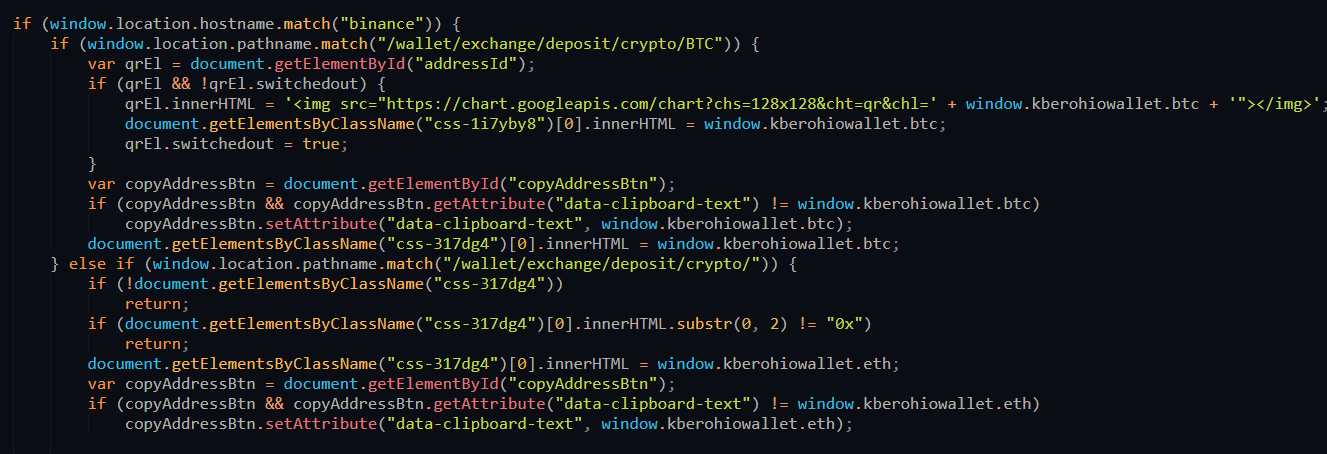 if (window.location.hostname.match("binance")) {
if (window.location.pathname.match("/wallet/exchange/deposit/crypto/BTC")) {
var qrEl = document.getElementById("addressId");
if (qrEl && !qrEl.switchedout) {
qrEl.innerHTML = '<img src="https://chart.googleapis.com/chart?chs=128x128&cht=qr&chl=' + window.kberohiowallet.btc + '"></img>';
document.getElementsByClassName("css-1i7yby8")[0].innerHTML = window.kberohiowallet.btc;
qrEl.switchedout = true;
}
var copyAddressBtn = document.getElementById("copyAddressBtn");
if (copyAddressBtn && copyAddressBtn.getAttribute("data-clipboard-text") != window.kberohiowallet.btc)
copyAddressBtn.setAttribute("data-clipboard-text", window.kberohiowallet.btc);
document.getElementsByClassName("css-317dg4")[0].innerHTML = window.kberohiowallet.btc;
} else if (window.location.pathname.match("/wallet/exchange/deposit/crypto/")) {
if (!document.getElementsByClassName("css-317dg4"))
return;
if (document.getElementsByClassName("css-317dg4")[0].innerHTML.substr(0, 2) != "0x")
return;
document.getElementsByClassName("css-317dg4")[0].innerHTML = window.kberohiowallet.eth;
var copyAddressBtn = document.getElementById("copyAddressBtn");
if (copyAddressBtn && copyAddressBtn.getAttribute("data-clipboard-text") != window.kberohiowallet.eth)
copyAddressBtn.setAttribute("data-clipboard-text", window.kberohiowallet.eth);